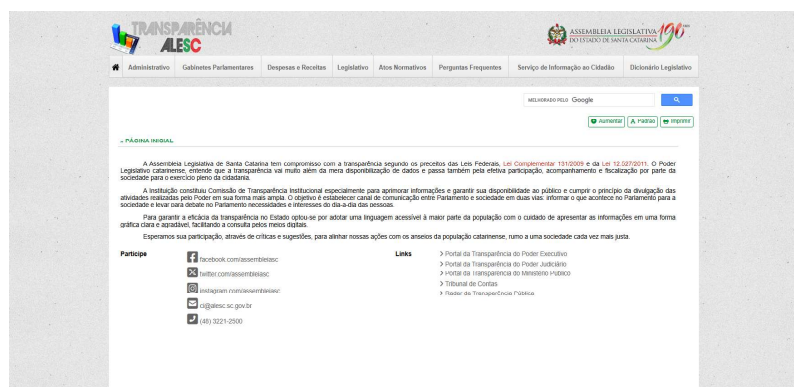 TRANSPARÊNCIA
ALESC
ASSEMBLEIA LEGISLATIVA
DO ESTADO DE SANTA CATARINA
190
Administrativo Gabinetes Parlamentares Despesas e Receitas Legislativo Atos Normativos Perguntas Frequentes Serviço de Informação ao Cidadão Dicionário Legislativo
MELHORADO PELO Google
Aumentar A Padrão Imprimir
PÁGINA INICIAL
A Assembleia Legislativa de Santa Catarina tem compromisso com a transparência segundo os preceitos das Leis Federais, Lei Complementar 131/2009 e da Lei 12.527/2011. O Poder
Legislativo catarinense, entende que a transparência vai muito além da mera disponibilização de dados e passa também pela efetiva participação, acompanhamento e fiscalização por parte da
sociedade para o exercício pleno da cidadania.
A instituição constituiu Comissão de Transparência Institucional especialmente para aprimorar informações e garantir sua disponibilidade ao público e cumprir o princípio da divulgação das
atividades realizadas pelo Poder em sua forma mais ampla. O objetivo é estabelecer canal de comunicação entre Parlamento e sociedade em duas vias: informar o que acontece no Parlamento para a
sociedade e levar para debate no Parlamento necessidades e interesses do dia-a-dia das pessoas.
Para garantir a eficácia da transparência no Estado optou-se por adotar uma linguagem acessível à maior parte da população com o cuidado de apresentar as informações em uma forma
gráfica clara e agradável, facilitando a consulta pelos meios digitais.
Esperamos sua participação, através de críticas e sugestões, para alinhar nossas ações com os anseios da população catarinense, rumo a uma sociedade cada vez mais justa.
Participe
facebook.com/assembleiasc
twitter.com/assembleiasc
instagram.com/assembleiasc
ci@alesc.sc.gov.br
(48) 3221-2500
Links
Portal da Transparência do Poder Executivo
Portal da Transparência do Poder Judiciário
Portal da Transparência do Ministério Público
Tribunal de Contas
Radar da Transparência Pública